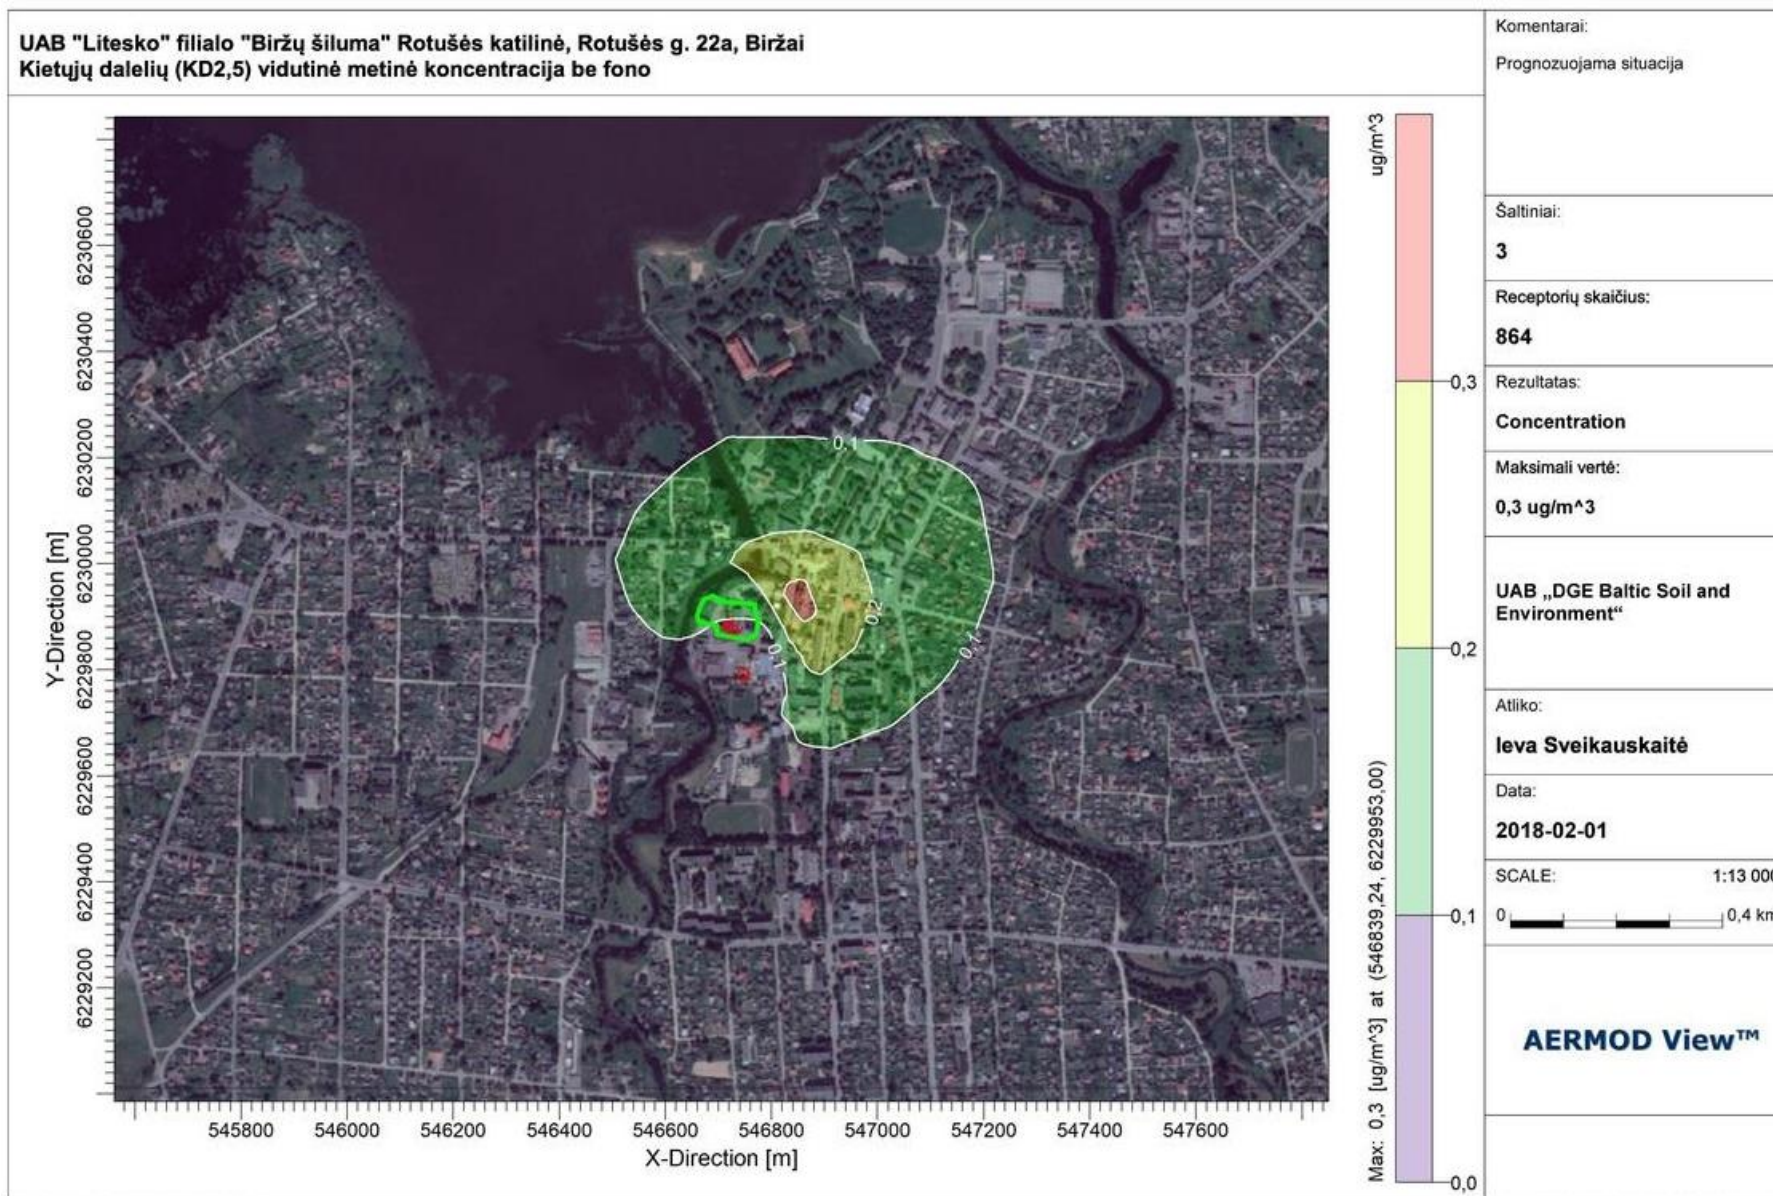 UAB "Litesko" filialo "Biržų šiluma" Rotušės katilinė, Rotušės g. 22a, Biržai
Kietųjų dalelių (KD2,5) vidutinė metinė koncentracija be fono
Y-Direction [m]
6230600
6230400
6230200
6230000
6229800
6229600
6229400
6229200
0.1
0.2
0.1
0.1
545800 546000 546200 546400 546600 546800 547000 547200 547400 547600
X-Direction [m]
ug/m^3
0,3
0,2
0,1
0,0
Max: 0,3 [ug/m^3] at (546839,24, 6229953,00)
Komentarai:
Prognozuojama situacija
Šaltiniai:
3
Receptorių skaičius:
864
Rezultatas:
Concentration
Maksimali vertė:
0,3 ug/m^3
UAB „DGE Baltic Soil and
Environment“
Atliko:
Ieva Sveikauskaitė
Data:
2018-02-01
SCALE: 1:13 000
0 0,4 km
AERMOD View™